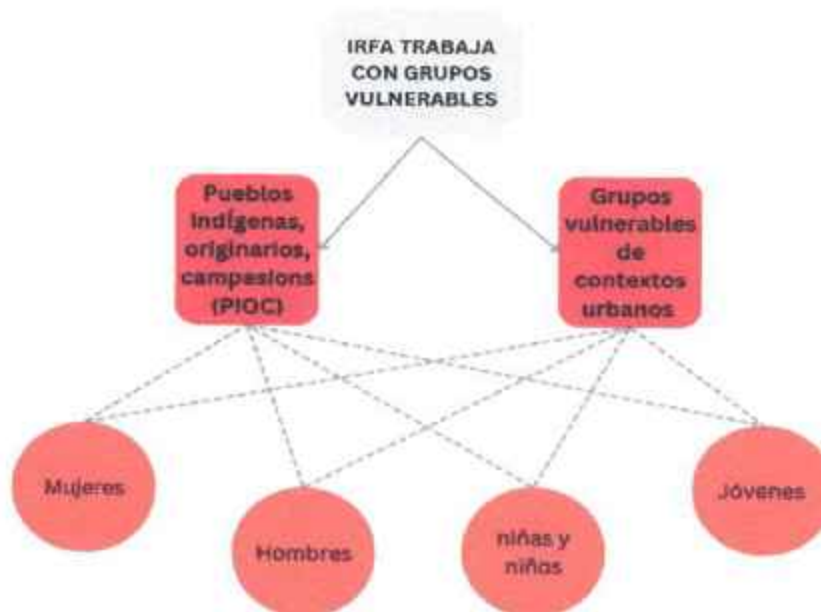 IRFA TRABAJA
CON GRUPOS
VULNERABLES
Pueblos
indígenas,
originarios,
campasions
(PIOC)
Grupos
vulnerables
de
contextos
urbanos
Mujeres
Hombres
niñas y
niños
Jóvenes